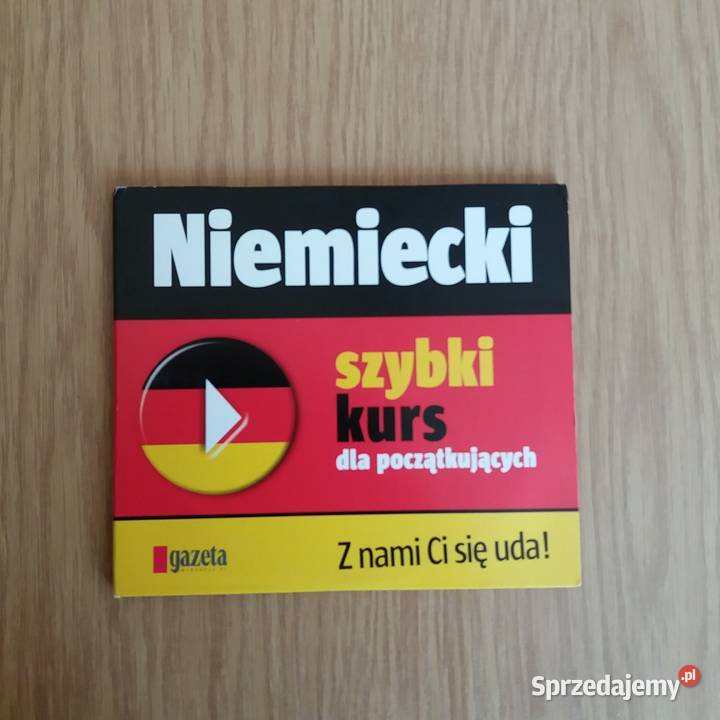 Niemiecki
szybki
kurs
dla początkujących
gazeta
Z nami Ci się uda!
Sprzedajemy.pl